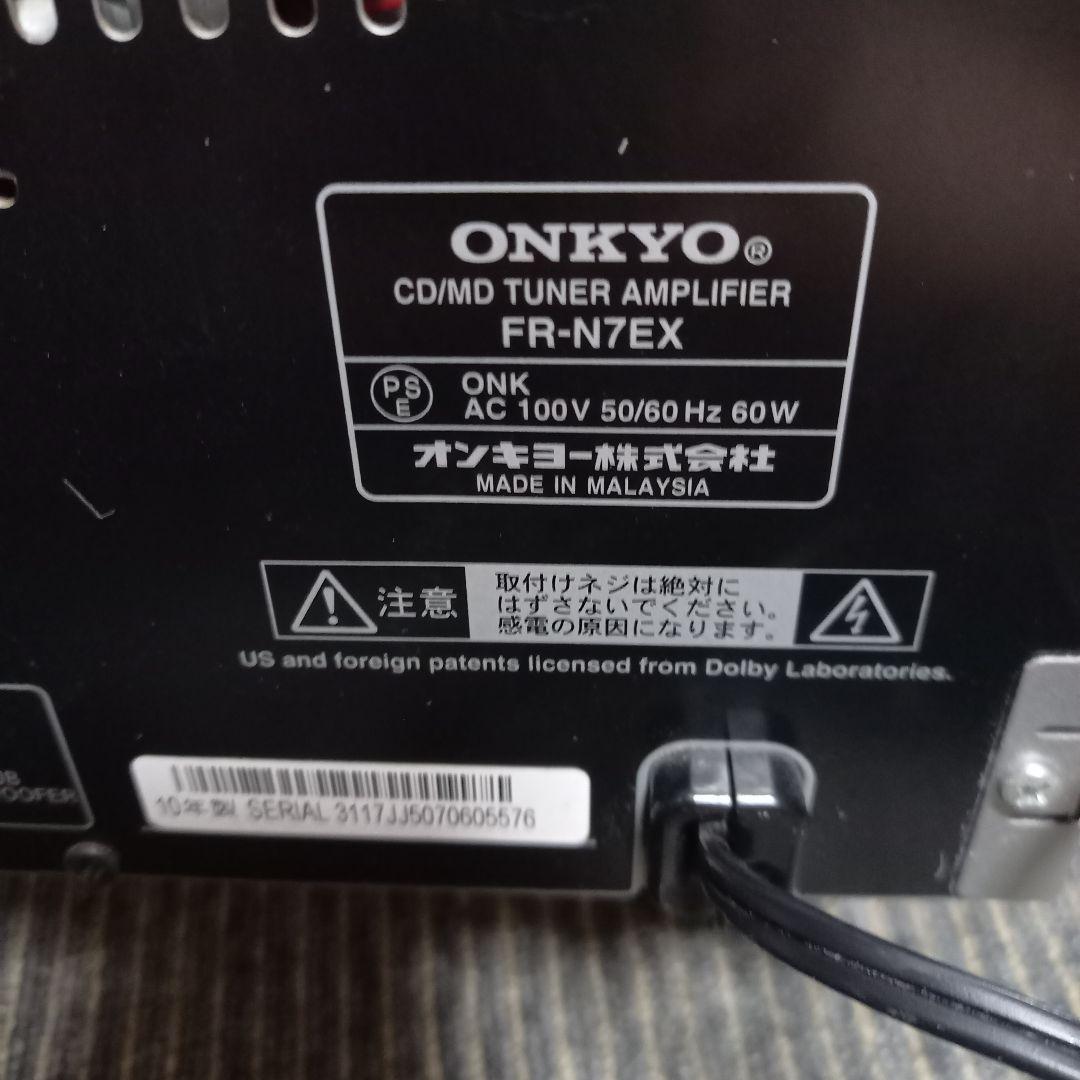 ONKYO®
CD/MD TUNER AMPLIFIER
FR-N7EX
PS
E
ONK
AC 100V 50/60Hz 60W
オンキヨー株式会社
MADE IN MALAYSIA
注意
取付けネジは絶対に
はずさないでください。
感電の原因になります。
US and foreign patents licensed from Dolby Laboratories.
10年製 SERIAL 3117JJ5070605576